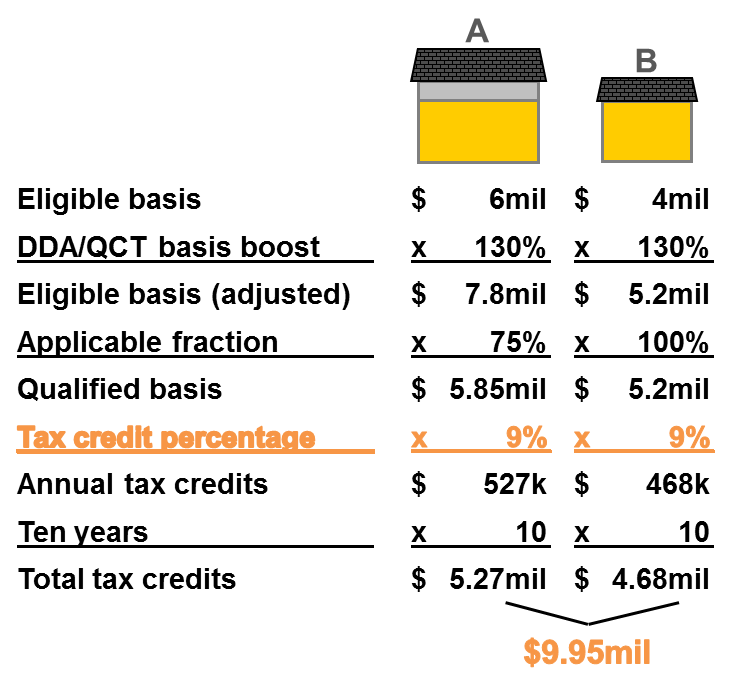 A
B
Eligible basis $ 6mil $ 4mil
DDA/QCT basis boost x 130% x 130%
Eligible basis (adjusted) $ 7.8mil $ 5.2mil
Applicable fraction x 75% x 100%
Qualified basis $ 5.85mil $ 5.2mil
Tax credit percentage x 9% x 9%
Annual tax credits $ 527k $ 468k
Ten years x 10 x 10
Total tax credits $ 5.27mil $ 4.68mil
$9.95mil